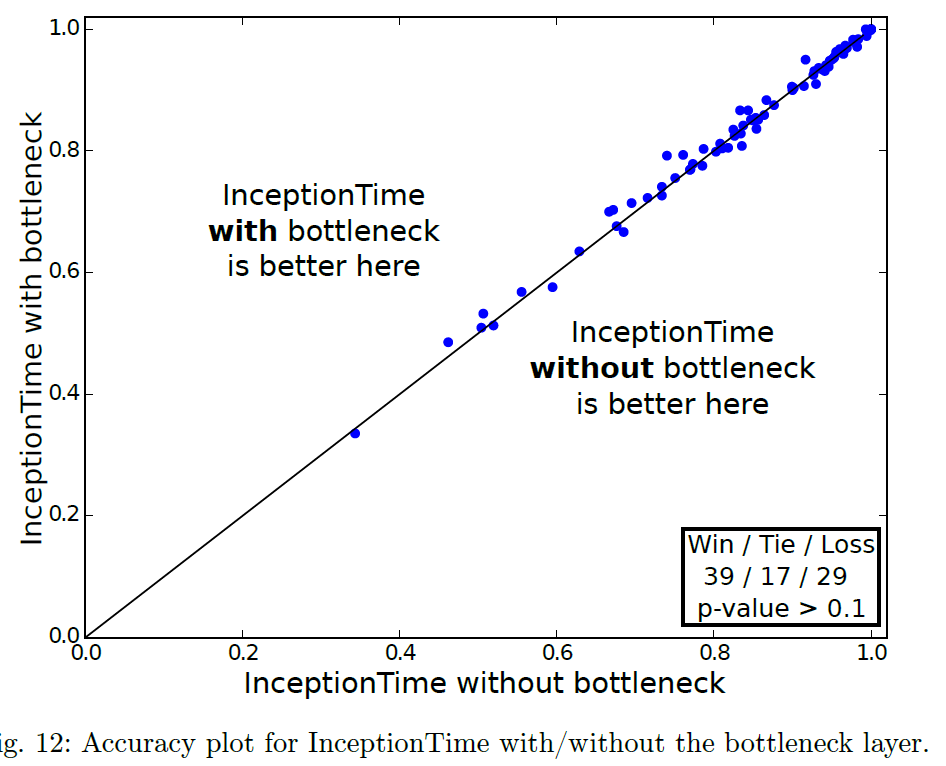 1.0
0.8
0.6
0.4
0.2
0.0
InceptionTime with bottleneck
InceptionTime
with bottleneck
is better here
InceptionTime
without bottleneck
is better here
Win / Tie / Loss
39 / 17 / 29
p-value > 0.1
0.0 0.2 0.4 0.6 0.8 1.0
InceptionTime without bottleneck
ig. 12: Accuracy plot for InceptionTime with/without the bottleneck layer.